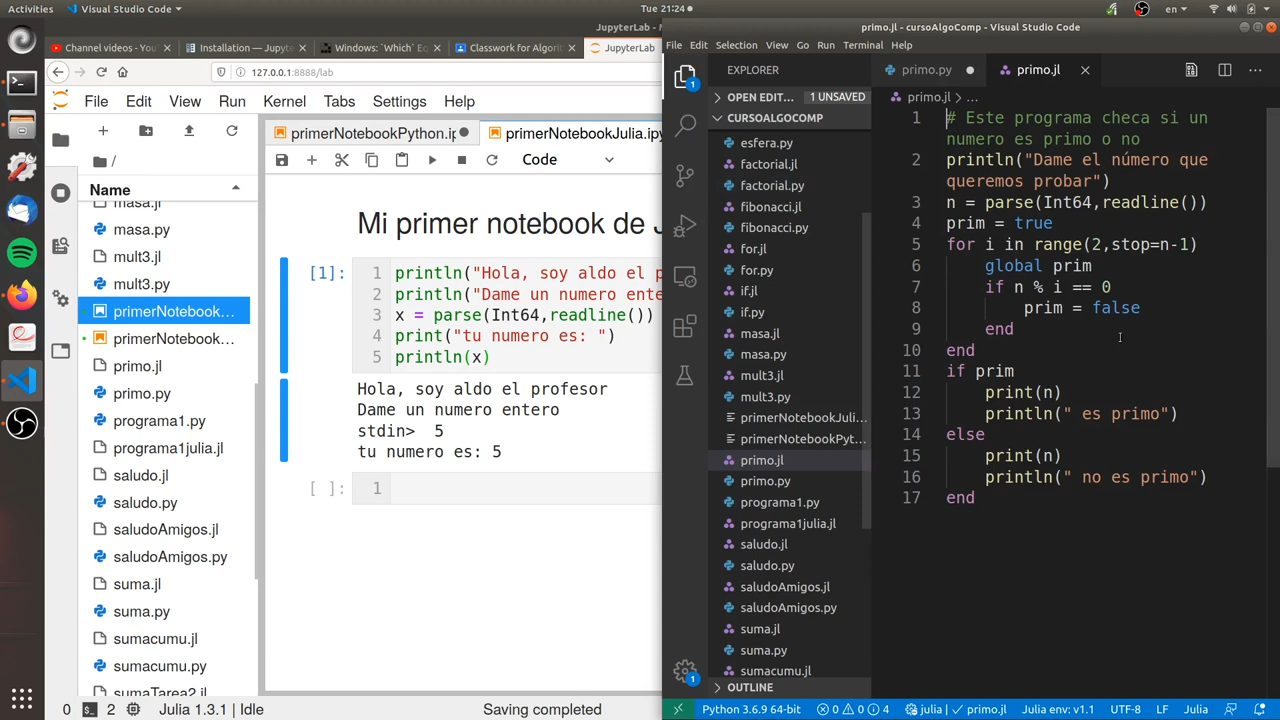 Activities
Visual Studio Code
Tue 21:24
en
JupyterLab
Channel videos - You
Installation — Jupyte
Windows: `Which` Eq
Classwork for Algori
JupyterLab
127.0.0.1:8888/lab
File Edit View Run Kernel Tabs Settings Help
/
Name
masa.jl
masa.py
mult3.jl
mult3.py
primerNotebook…
primerNotebook…
primo.jl
primo.py
programa1.py
programa1julia.jl
saludo.jl
saludo.py
saludoAmigos.jl
saludoAmigos.py
suma.jl
suma.py
sumacumu.jl
sumacumu.py
sumaTarea2.jl
primerNotebookPython.ip
primerNotebookJulia.ipy
Code
Mi primer notebook de J
[1]:
1 println("Hola, soy aldo el p
2 println("Dame un numero ente
3 x = parse(Int64,readline())
4 print("tu numero es: ")
5 println(x)
Hola, soy aldo el profesor
Dame un numero entero
stdin> 5
tu numero es: 5
[ ]: 1
0 2 Julia 1.3.1 | Idle Saving completed
primo.jl - cursoAlgoComp - Visual Studio Code
File Edit Selection View Go Run Terminal Help
1
1
EXPLORER
OPEN EDIT... 1 UNSAVED
CURSOALGOCOMP
esfera.py
factorial.jl
factorial.py
fibonacci.jl
fibonacci.py
for.jl
for.py
if.jl
if.py
masa.jl
masa.py
mult3.jl
mult3.py
primerNotebookJuli...
primerNotebookPyt...
primo.jl
primo.py
programa1.py
programa1julia.jl
saludo.jl
saludo.py
saludoAmigos.jl
saludoAmigos.py
suma.jl
suma.py
sumacumu.jl
OUTLINE
primo.py
primo.jl
primo.jl > ...
1 # Este programa checa si un
numero es primo o no
2 println("Dame el número que
queremos probar")
3 n = parse(Int64,readline())
4 prim = true
5 for i in range(2,stop=n-1)
6 global prim
7 if n % i == 0
8 prim = false
9 end
10 end
11 if prim
12 print(n)
13 println(" es primo")
14 else
15 print(n)
16 println(" no es primo")
17 end
Python 3.6.9 64-bit 0 0 4 julia | ✓ primo.jl Julia env: v1.1 UTF-8 LF Julia